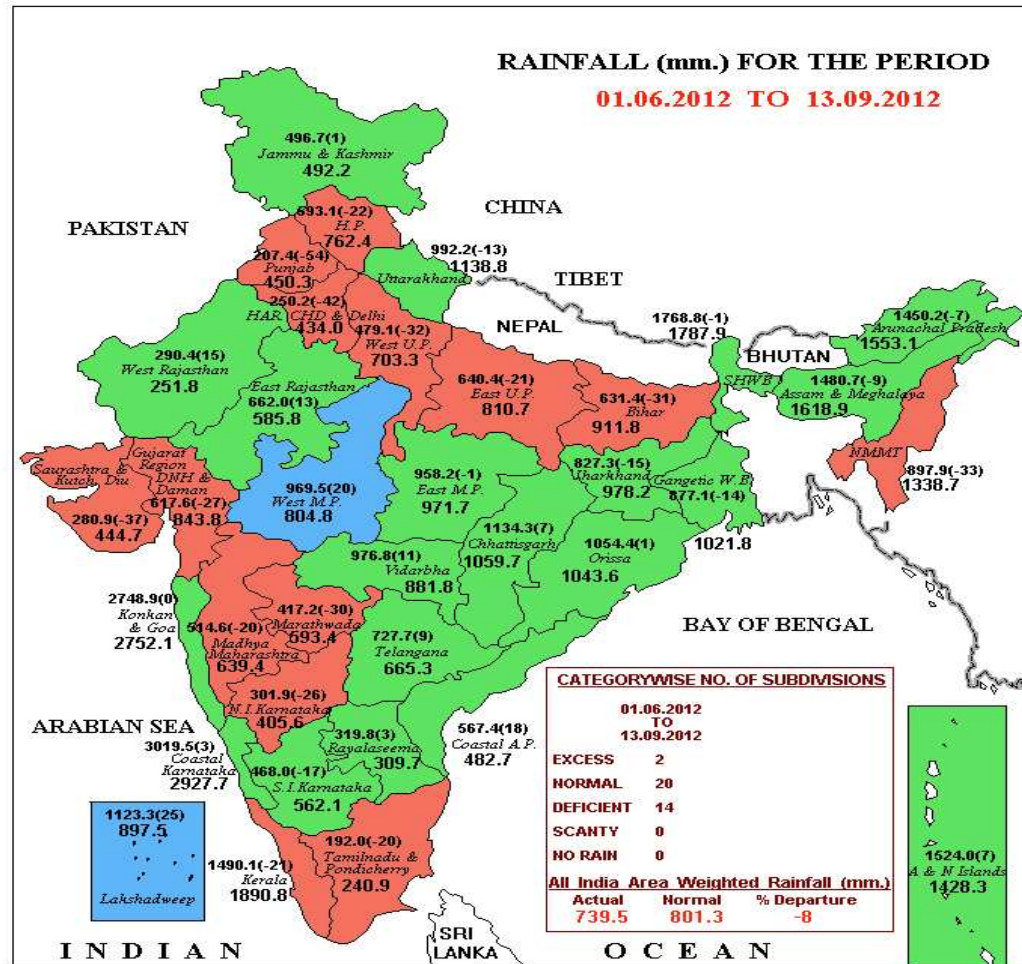 RAINFALL (mm.) FOR THE PERIOD
01.06.2012 TO 13.09.2012
496.7(1)
Jammu & Kashmir
492.2
PAKISTAN
CHINA
TIBET
NEPAL
BHUTAN
593.1(-22)
H.P.
762.4
207.4(-54)
Punjab
450.3
992.2(-13)
1138.8
Uttarakhand
250.2(-42)
HAR CHD & Delhi
434.0
479.1(-32)
West U.P.
703.3
1768.8(-1)
1787.9
SHWB
1450.2(-7)
Arunachal Pradesh
1553.1
290.4(15)
West Rajasthan
251.8
East Rajasthan
662.0(13)
585.8
640.4(-21)
East U.P.
810.7
631.4(-31)
Bihar
911.8
1480.7(-9)
Assam & Meghalaya
1618.9
NMMT
897.9(-33)
1338.7
Saurashtra &
Kutch, Diu
280.9(-37)
444.7
Gujarat
Region
DNH &
Daman
617.6(-27)
843.8
969.5(20)
West M.P.
804.8
958.2(-1)
East M.P.
971.7
827.3(-15)
Jharkhand
978.2
Gangetic W.B.
877.1(-14)
1021.8
1134.3(7)
Chhattisgarh
1059.7
1054.4(1)
Orissa
1043.6
976.8(11)
Vidarbha
881.8
2748.9(0)
Konkan
& Goa
2752.1
514.6(-20)
Madhya
Maharashtra
639.4
417.2(-30)
Marathwada
593.4
727.7(9)
Telangana
665.3
BAY OF BENGAL
301.9(-26)
N.I.Karnataka
405.6
ARABIAN SEA
3019.5(3)
Coastal
Karnataka
2927.7
319.8(3)
Rayalaseema
309.7
567.4(18)
Coastal A.P.
482.7
468.0(-17)
S.I.Karnataka
562.1
1123.3(25)
897.5
Lakshadweep
1490.1(-21)
Kerala
1890.8
192.0(-20)
Tamilnadu &
Pondicherry
240.9
CATEGORYWISE NO. OF SUBDIVISIONS
01.06.2012
TO
13.09.2012
EXCESS 2
NORMAL 20
DEFICIENT 14
SCANTY 0
NO RAIN 0
All India Area Weighted Rainfall (mm.)
Actual Normal % Departure
739.5 801.3 -8
1524.0(7)
A & N Islands
1428.3
SRI
LANKA
INDIAN OCEAN